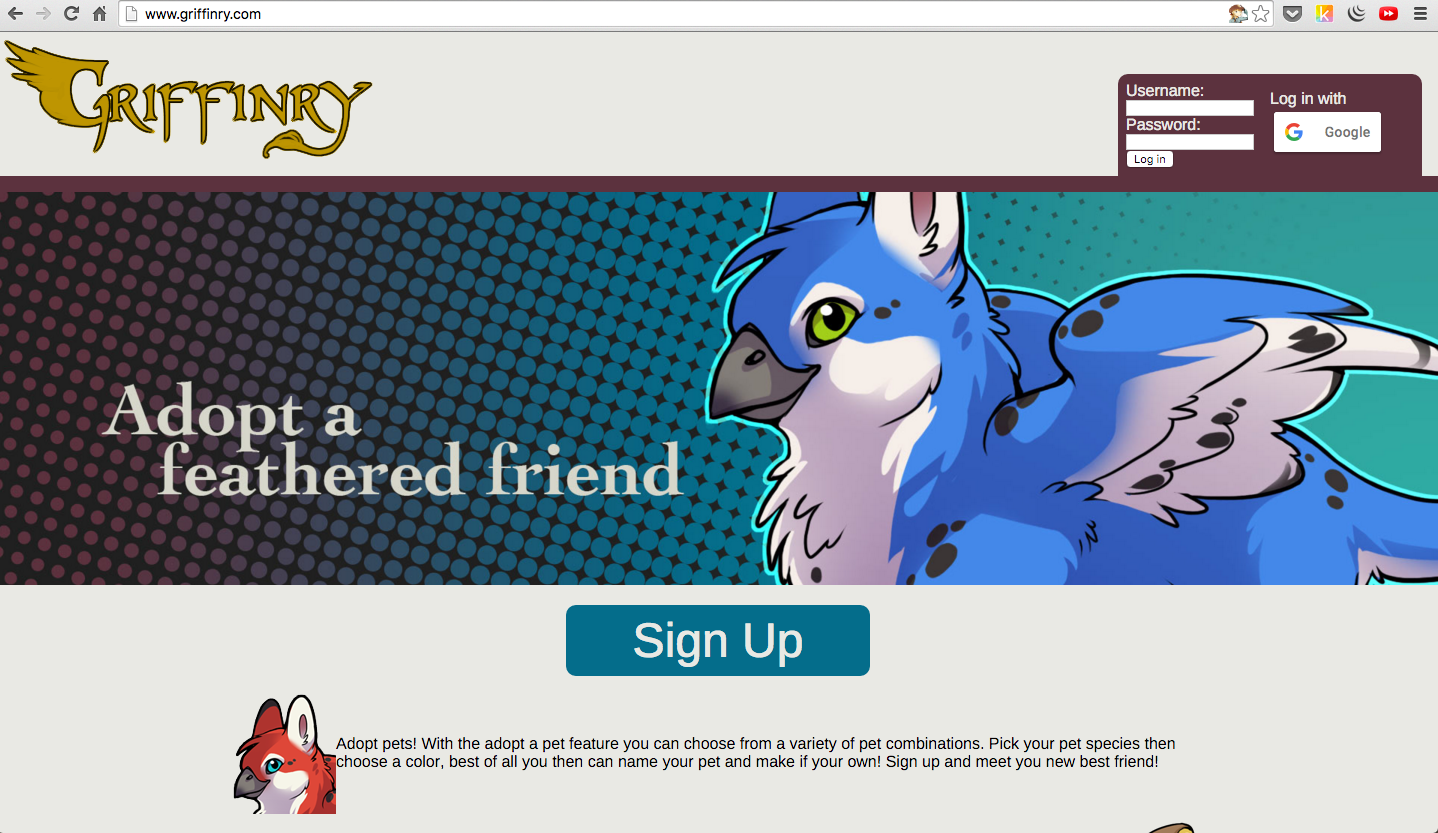 www.griffinry.com
GRIFFINRY
Username:
Password:
Log in
Log in with
Google
Adopt a
feathered friend
Sign Up
Adopt pets! With the adopt a pet feature you can choose from a variety of pet combinations. Pick your pet species then
choose a color, best of all you then can name your pet and make if your own! Sign up and meet you new best friend!